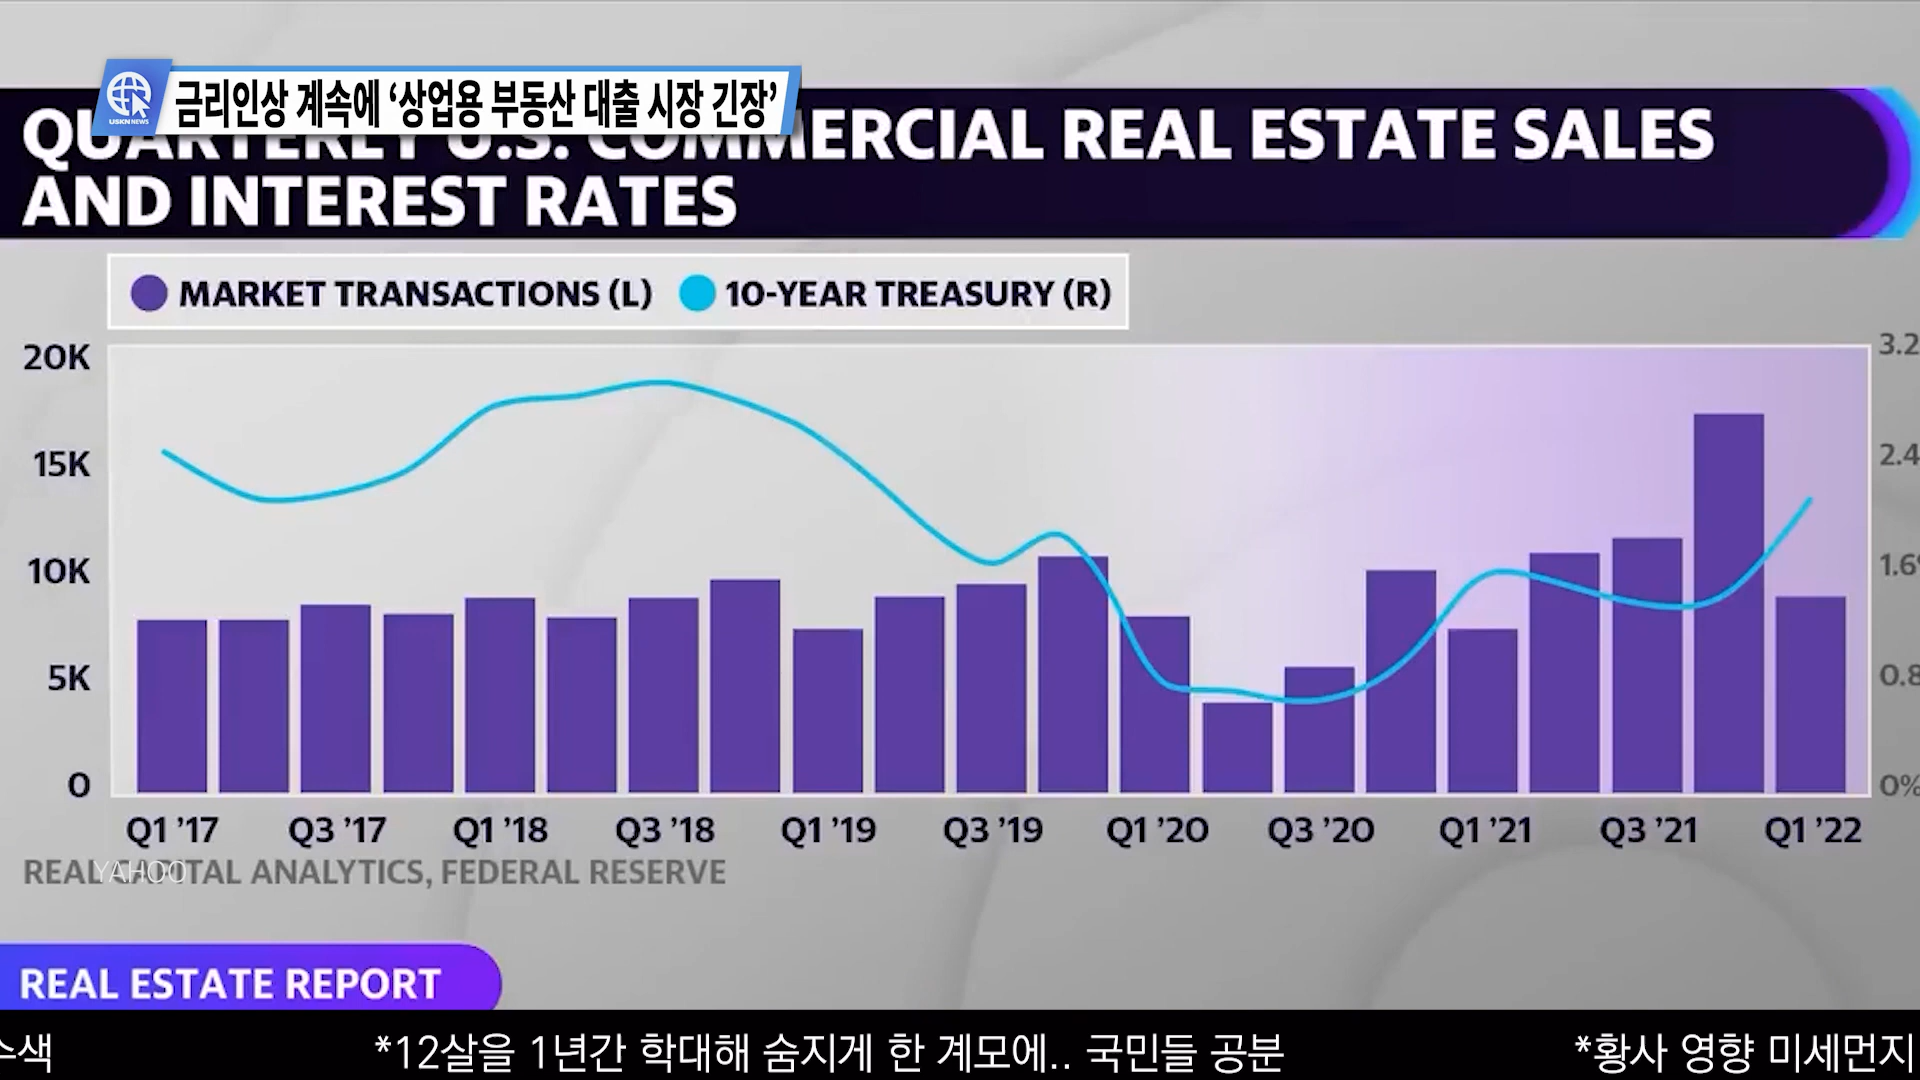 금리인상 계속에 ‘상업용 부동산 대출 시장 긴장’
USKN NEWS
QUARTERLY U.S. COMMERCIAL REAL ESTATE SALES
AND INTEREST RATES
MARKET TRANSACTIONS (L) 10-YEAR TREASURY (R)
20K
15K
10K
5K
0
3.2
2.4
1.6%
0.8
0%
Q1 ’17 Q3 ’17 Q1 ’18 Q3 ’18 Q1 ’19 Q3 ’19 Q1 ’20 Q3 ’20 Q1 ’21 Q3 ’21 Q1 ’22
REAL CAPITAL ANALYTICS, FEDERAL RESERVE
YAHOO
REAL ESTATE REPORT
수색 *12살을 1년간 학대해 숨지게 한 계모에.. 국민들 공분 *황사 영향 미세먼지